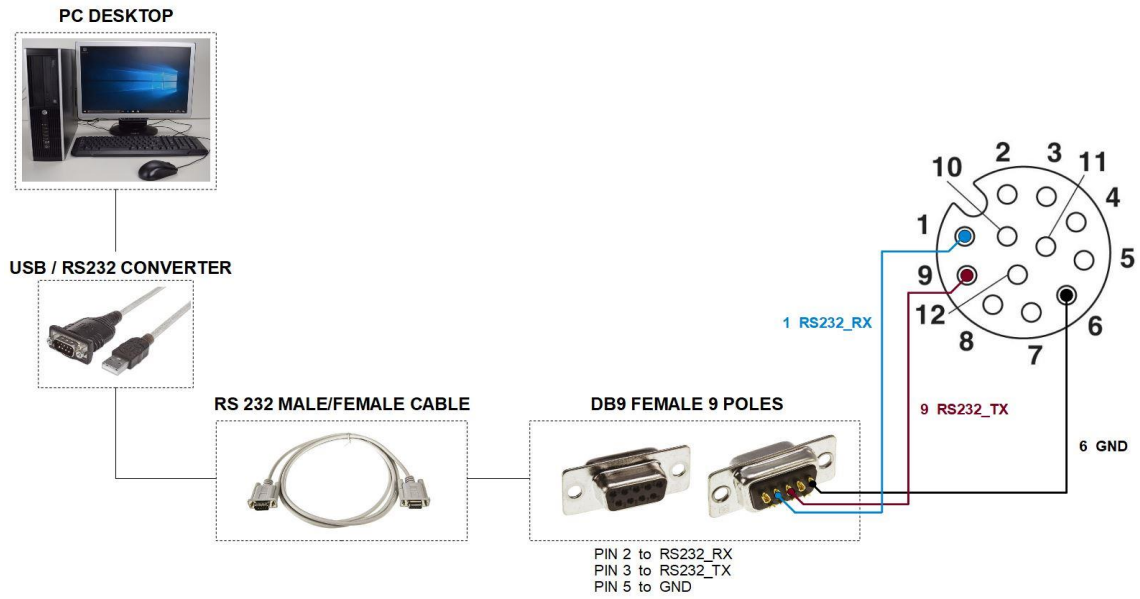 PC DESKTOP
USB / RS232 CONVERTER
RS 232 MALE/FEMALE CABLE
DB9 FEMALE 9 POLES
PIN 2 to RS232_RX
PIN 3 to RS232_TX
PIN 5 to GND
1 RS232_RX
9 RS232_TX
6 GND
1
2
3
4
5
6
7
8
9
10
11
12